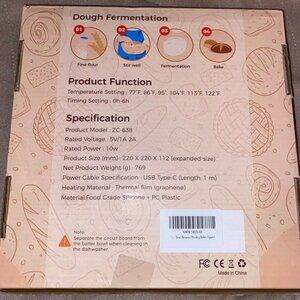 Dough Fermentation
01
02
03
04
Fine flour
Stir well
Fermentation
Bake
Product Function
Temperature Setting : 77°F, 86°F, 95°, 104°F, 113°F, 122°F
Timing Setting : 0h-6h
Specification
Product Model : ZC-638
Rated Voltage : 5V/1A 2A
Rated Power : 10w
Product Size (mm) : 220 X 220 X 112 (expanded size)
Net Product Weight (g) : 769
Power Cable Specification : USB Type-C (Length: 1 m)
Heating Material : Thermal film (graphene)
Material:Food Grade Silicone + PC Plastic
Note:
Separate the circuit board from
the batter bowl when cleaning in
the dishwasher.
FC CE
Made in China